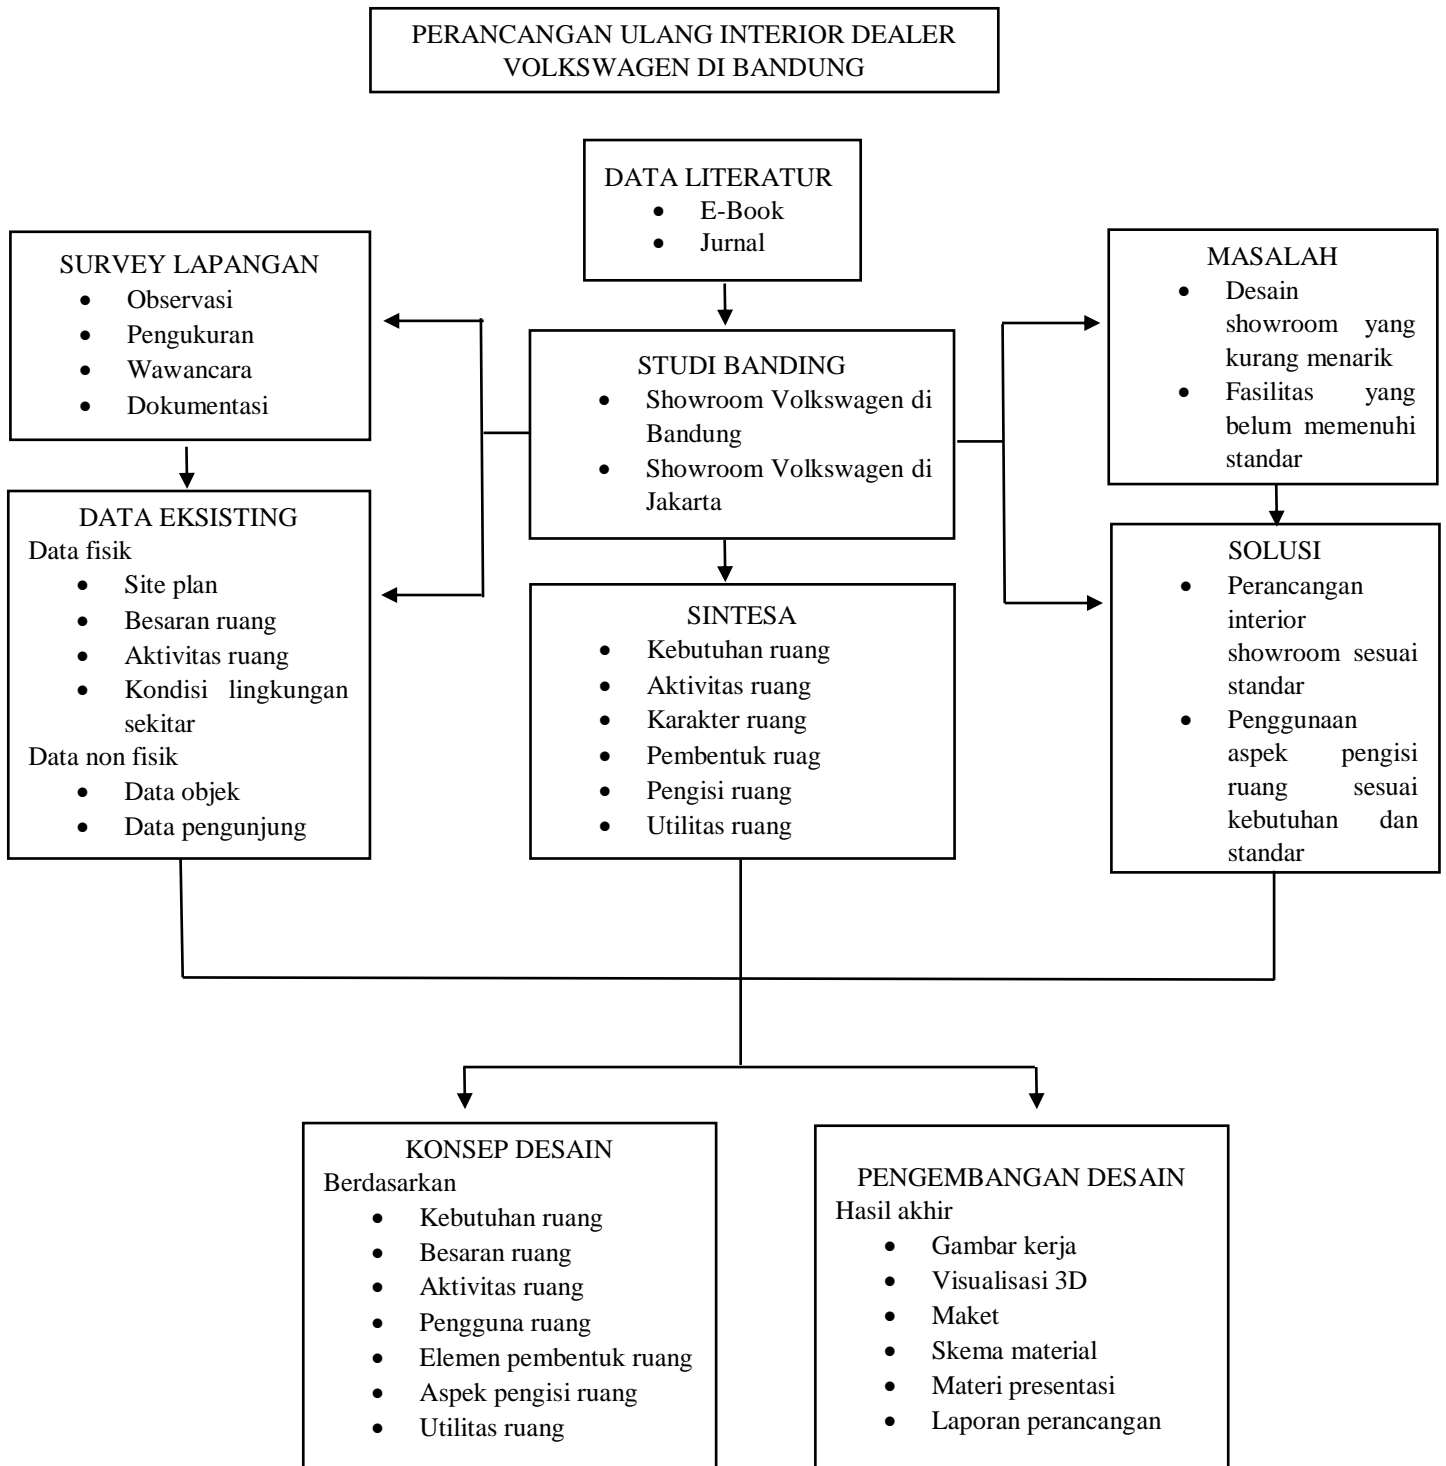 PERANCANGAN ULANG INTERIOR DEALER
VOLKSWAGEN DI BANDUNG
DATA LITERATUR
• E-Book
• Jurnal
SURVEY LAPANGAN
• Observasi
• Pengukuran
• Wawancara
• Dokumentasi
STUDI BANDING
• Showroom Volkswagen di
Bandung
• Showroom Volkswagen di
Jakarta
MASALAH
• Desain
showroom yang
kurang menarik
• Fasilitas yang
belum memenuhi
standar
DATA EKSISTING
Data fisik
• Site plan
• Besaran ruang
• Aktivitas ruang
• Kondisi lingkungan
sekitar
Data non fisik
• Data objek
• Data pengunjung
SINTESA
• Kebutuhan ruang
• Aktivitas ruang
• Karakter ruang
• Pembentuk ruag
• Pengisi ruang
• Utilitas ruang
SOLUSI
• Perancangan
interior
showroom sesuai
standar
• Penggunaan
aspek pengisi
ruang sesuai
kebutuhan dan
standar
KONSEP DESAIN
Berdasarkan
• Kebutuhan ruang
• Besaran ruang
• Aktivitas ruang
• Pengguna ruang
• Elemen pembentuk ruang
• Aspek pengisi ruang
• Utilitas ruang
PENGEMBANGAN DESAIN
Hasil akhir
• Gambar kerja
• Visualisasi 3D
• Maket
• Skema material
• Materi presentasi
• Laporan perancangan